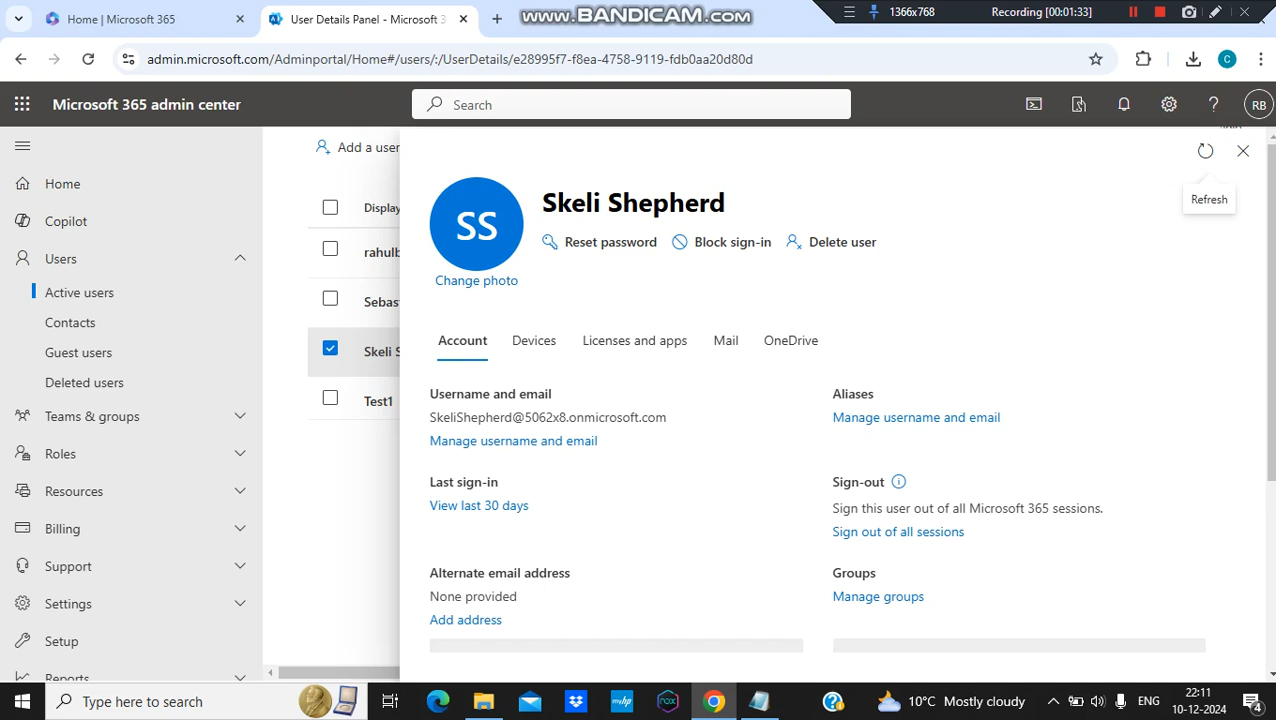 Home | Microsoft 365
User Details Panel - Microsoft 3
www.BANDICAM.com
1366x768
Recording [00:01:33]
admin.microsoft.com/Adminportal/Home#/users/:/UserDetails/e28995f7-f8ea-4758-9119-fdb0aa20d80d
C
Microsoft 365 admin center
Search
RB
Home
Copilot
Users
Active users
Contacts
Guest users
Deleted users
Teams & groups
Roles
Resources
Billing
Support
Settings
Setup
Reports
Add a user
Display
rahulb
Sebast
Skeli S
Test1
Refresh
SS
Skeli Shepherd
Reset password
Block sign-in
Delete user
Change photo
Account
Devices
Licenses and apps
Mail
OneDrive
Username and email
SkeliShepherd@5062x8.onmicrosoft.com
Manage username and email
Aliases
Manage username and email
Last sign-in
View last 30 days
Sign-out
Sign this user out of all Microsoft 365 sessions.
Sign out of all sessions
Alternate email address
None provided
Add address
Groups
Manage groups
Type here to search
10°C Mostly cloudy
ENG
22:11
10-12-2024
4